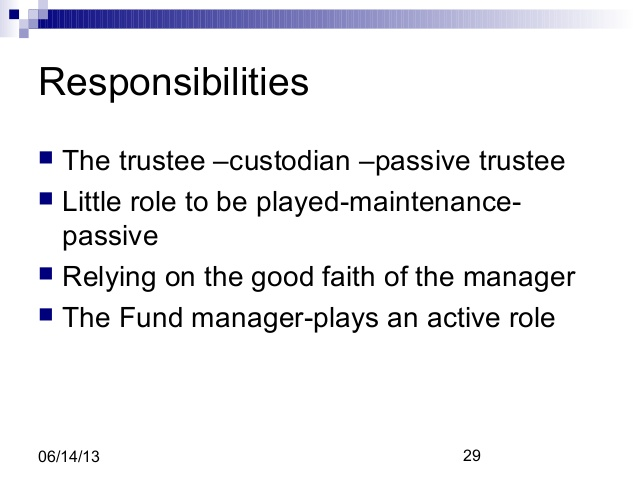 Responsibilities
The trustee –custodian –passive trustee
Little role to be played-maintenance-
passive
Relying on the good faith of the manager
The Fund manager-plays an active role
06/14/13
29